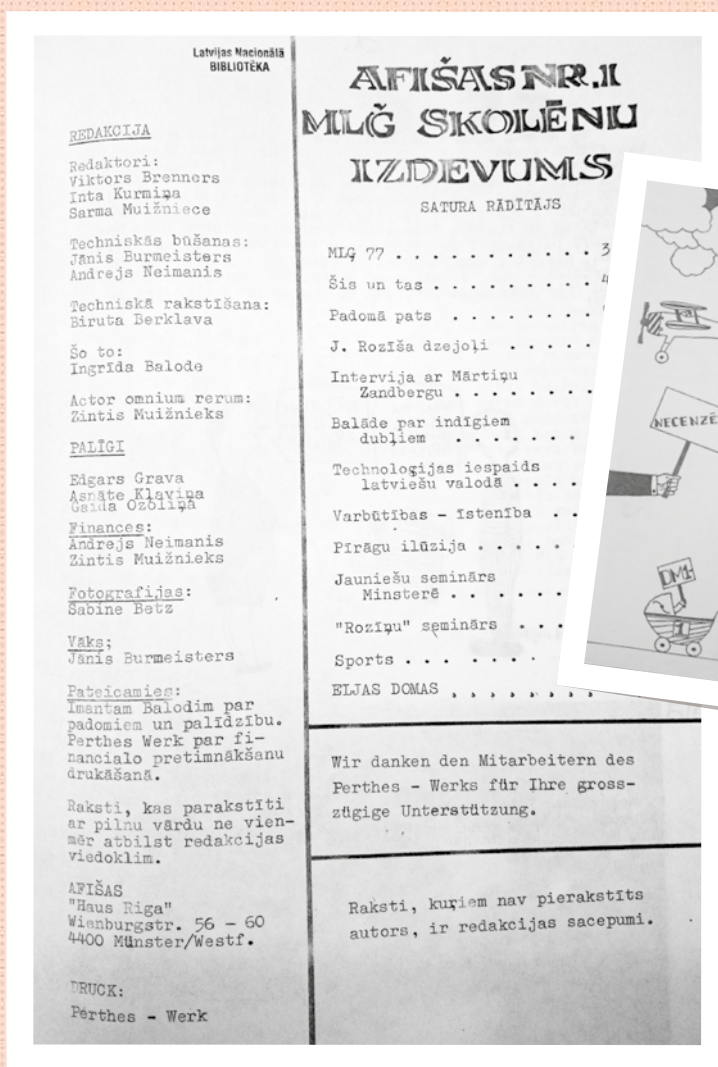 Latvijas Nacionālā
BIBLIOTĒKA
REDAKCIJA
Redaktori:
Viktors Brenners
Inta Kurmiņa
Sarma Muižniece
Techniskās būšanas:
Jānis Burmeisters
Andrejs Neimanis
Techniskā rakstīšana:
Biruta Berklava
Šo to:
Ingrīda Balode
Actor omnium rerum:
Zintis Muižnieks
PALĪGI
Edgars Grava
Asnāte Kļaviņa
Gaida Ozoliņa
Finances:
Andrejs Neimanis
Zintis Muižnieks
Fotografijas:
Sabine Betz
Vāks;
Jānis Burmeisters
Pateicamies:
Imantam Balodim par
padomiem un palīdzību.
Perthes Werk par fi-
nancialo pretimnākšanu
drukāšanā.
Raksti, kas parakstīti
ar pilnu vārdu ne vien-
mēr atbilst redakcijas
viedoklim.
AFIŠAS
"Haus Riga"
Wienburgstr. 56 - 60
4400 Münster/Westf.
DRUCK:
Perthes - Werk
AFIŠAS NR.1
MLĢ SKOLĒNU
IZDEVUMS
SATURA RĀDĪTĀJS
MLĢ 77 . . . . . . . . . . . . 3
Šis un tas . . . . . . . . . . 4
Padomā pats . . . . . . . .
J. Rozīša dzejoļi . . . . .
Intervija ar Mārtiņu
Zandbergu . . . . . . . .
Balāde par indīgiem
dubļiem . . . . . . .
Technoloģijas iespaids
latviešu valodā . . . .
Varbūtības - īstenība . .
Pīrāgu ilūzija . . . . .
Jauniešu seminārs
Minsterē . . . . . . .
"Roziņu" seminārs . . .
Sports . . . . . .
ELJAS DOMAS . . . . . . . .
Wir danken den Mitarbeitern des
Perthes - Werks für Ihre gross-
zügige Unterstützung.
Raksti, kuŗiem nav pierakstīts
autors, ir redakcijas sacepumi.
NECENZĒ
DM1-